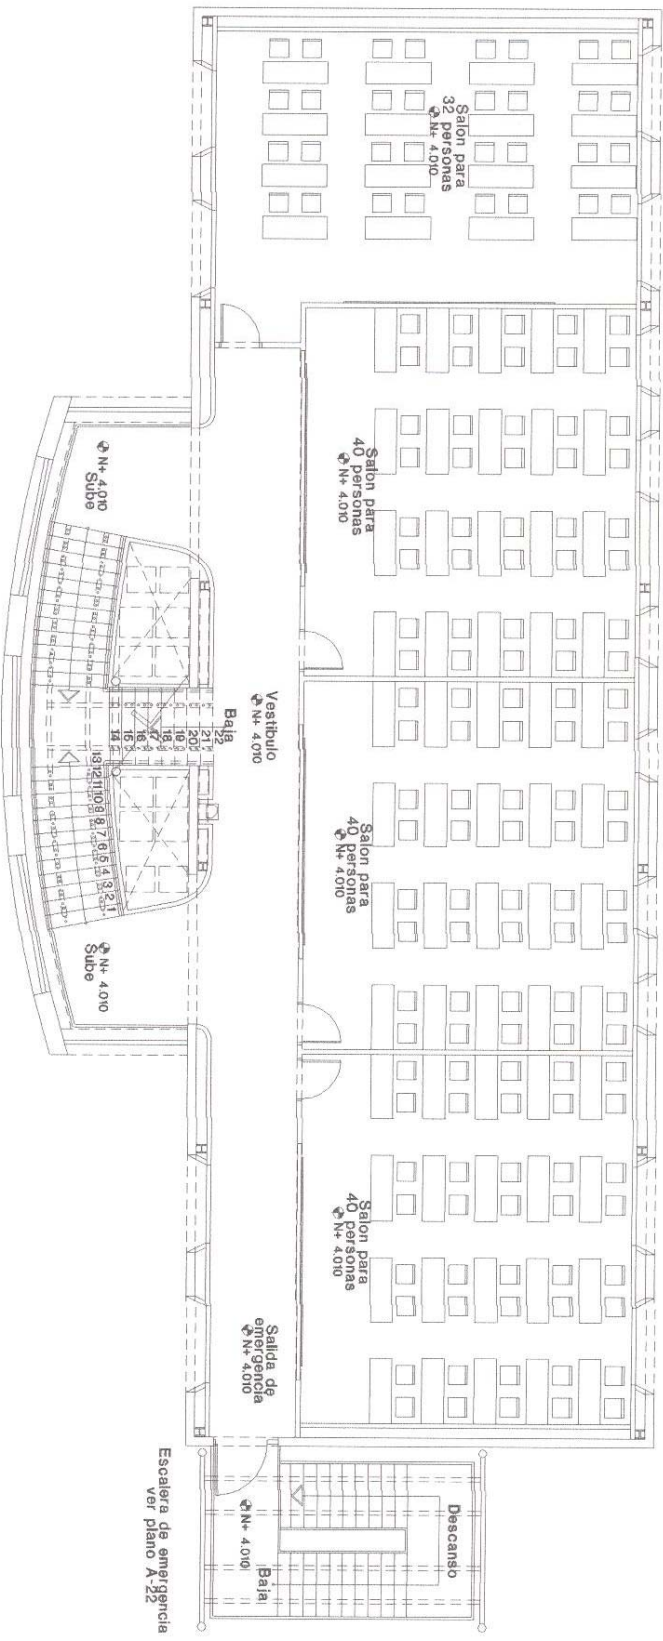 Salon para
32 personas
N+ 4.010
Salon para
40 personas
N+ 4.010
Salon para
40 personas
N+ 4.010
Salon para
40 personas
N+ 4.010
Vestibulo
N+ 4.010
Baja
22
21
20
19
18
17
16
15
14
13 12 11 10 9 8 7 6 5 4 3 2 1
N+ 4.010
Sube
N+ 4.010
Sube
Salida de
emergencia
N+ 4.010
Descanso
Baja
N+ 4.010
Escalera de emergencia
ver plano A-22